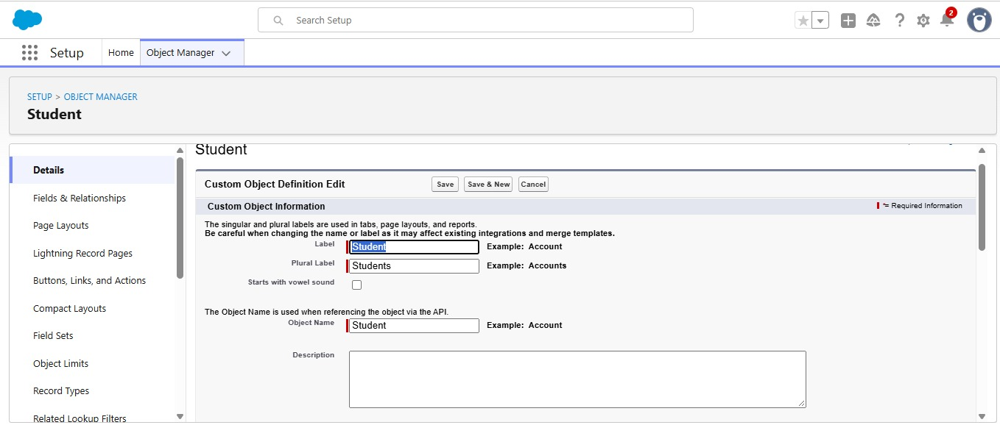 Search Setup
2
Setup
Home
Object Manager
SETUP > OBJECT MANAGER
Student
Details
Fields & Relationships
Page Layouts
Lightning Record Pages
Buttons, Links, and Actions
Compact Layouts
Field Sets
Object Limits
Record Types
Related Lookup Filters
Student
Custom Object Definition Edit Save Save & New Cancel
Custom Object Information = Required Information
The singular and plural labels are used in tabs, page layouts, and reports.
Be careful when changing the name or label as it may affect existing integrations and merge templates.
Label Student Example: Account
Plural Label Students Example: Accounts
Starts with vowel sound
The Object Name is used when referencing the object via the API.
Object Name Student Example: Account
Description